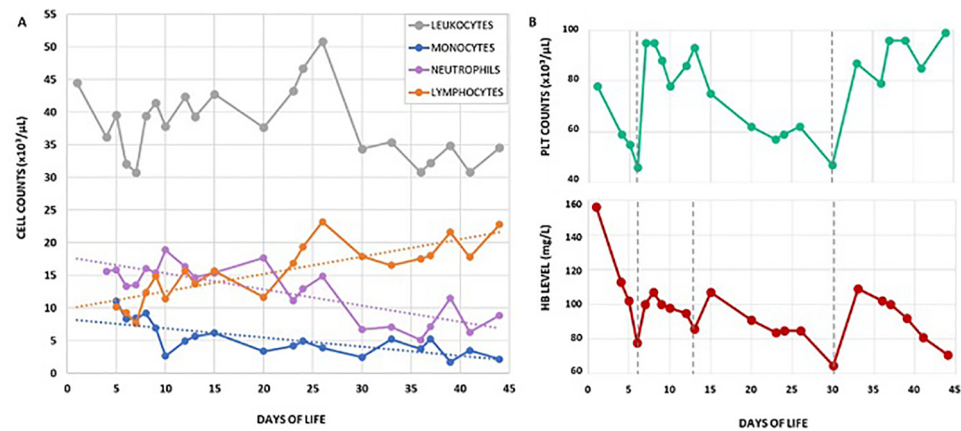 A
LEUKOCYTES
MONOCYTES
NEUTROPHILS
LYMPHOCYTES
CELL COUNTS (x10³/µL)
55
50
45
40
35
30
25
20
15
10
5
0
0 5 10 15 20 25 30 35 40 45
DAYS OF LIFE
B
PLT COUNTS (x10³/µL)
100
80
60
40
HB LEVEL (mg/L)
160
140
120
100
80
60
0 5 10 15 20 25 30 35 40 45
DAYS OF LIFE